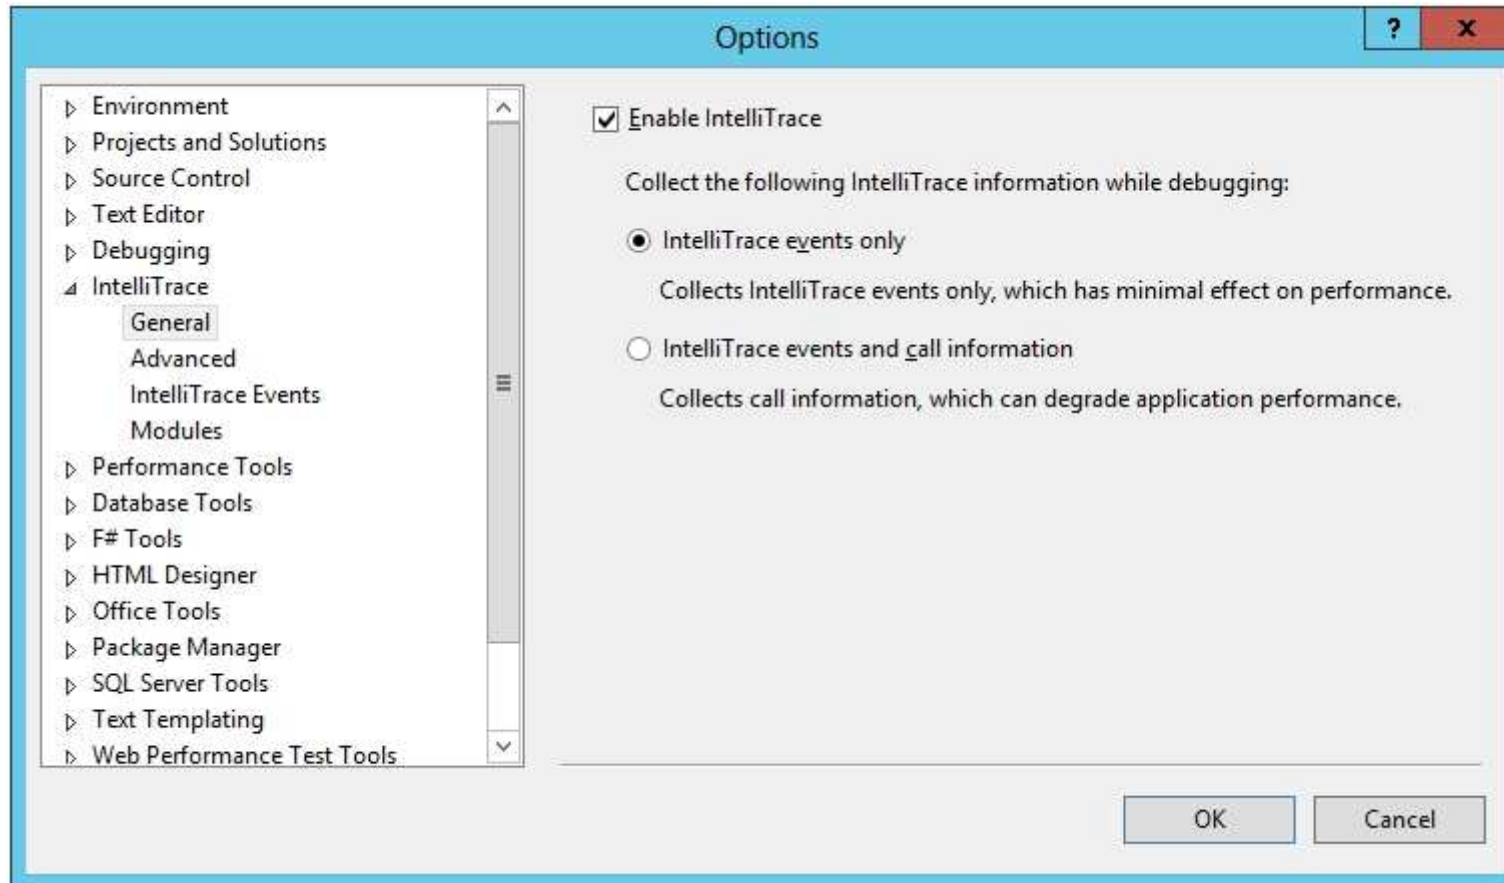 Options
?
x
Environment
Projects and Solutions
Source Control
Text Editor
Debugging
IntelliTrace
General
Advanced
IntelliTrace Events
Modules
Performance Tools
Database Tools
F# Tools
HTML Designer
Office Tools
Package Manager
SQL Server Tools
Text Templating
Web Performance Test Tools
Enable IntelliTrace
Collect the following IntelliTrace information while debugging:
IntelliTrace events only
Collects IntelliTrace events only, which has minimal effect on performance.
IntelliTrace events and call information
Collects call information, which can degrade application performance.
OK
Cancel